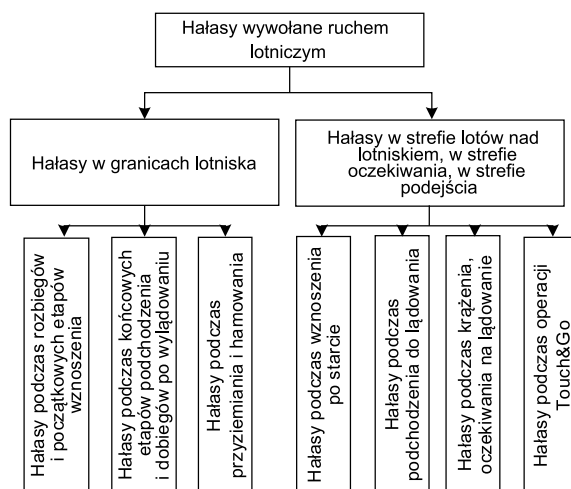 Hałasy wywołane ruchem
lotniczym
Hałasy w granicach lotniska
Hałasy w strefie lotów nad
lotniskiem, w strefie
oczekiwania, w strefie
podejścia
Hałasy podczas rozbiegów
i początkowych etapów
wznoszenia
Hałasy podczas końcowych
etapów podchodzenia
i dobiegów po wylądowaniu
Hałasy podczas
przyziemiania i hamowania
Hałasy podczas wznoszenia
po starcie
Hałasy podczas
podchodzenia do lądowania
Hałasy podczas krążenia,
oczekiwania na lądowanie
Hałasy podczas operacji
Touch&Go